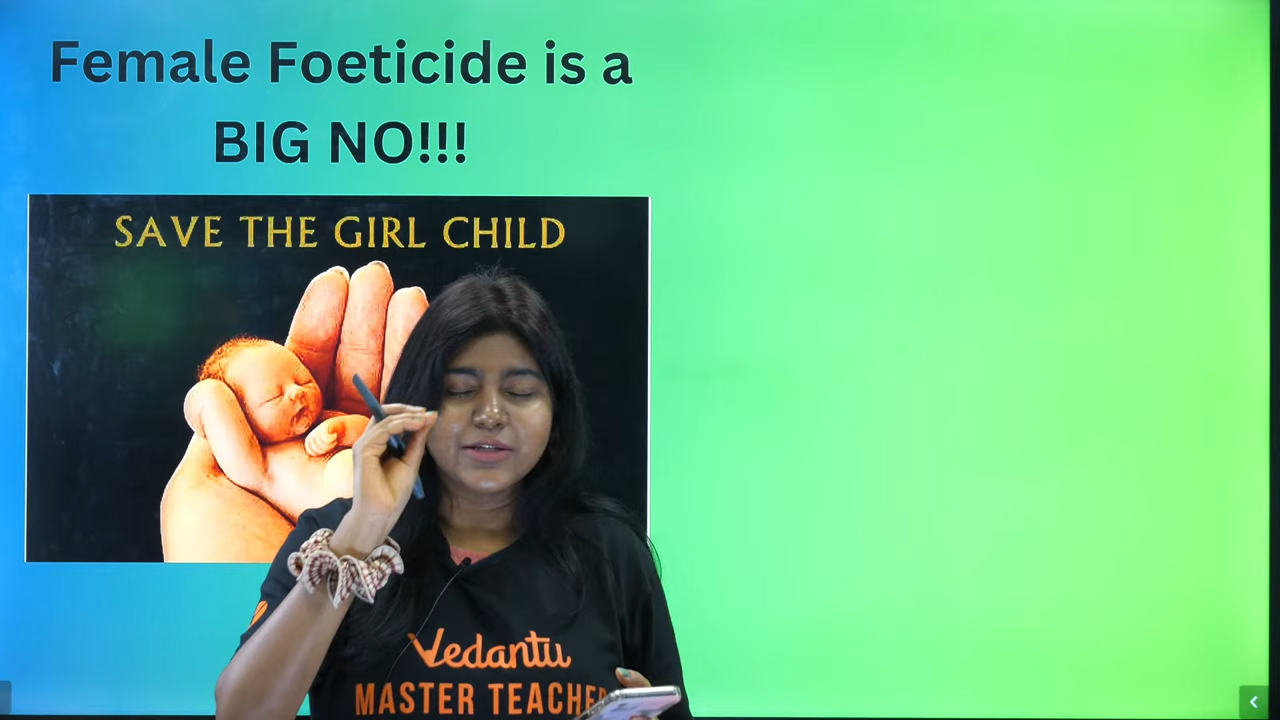 Female Foeticide is a
BIG NO!!!
SAVE THE GIRL CHILD
Vedantu
MASTER TEACHER